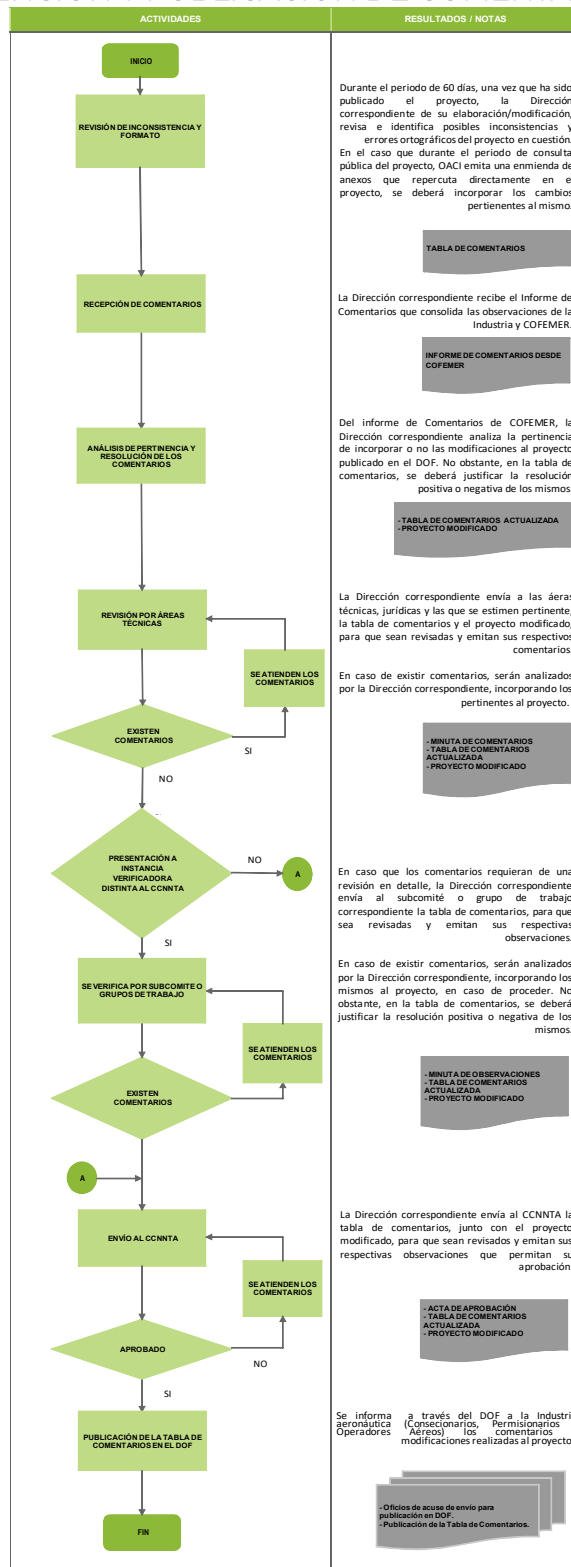 ACTIVIDADES
RESULTADOS / NOTAS
INICIO
REVISIÓN DE INCONSISTENCIA Y
FORMATO
Durante el periodo de 60 días, una vez que ha sido
publicado el proyecto, la Dirección
correspondiente de su elaboración/modificación,
revisa e identifica posibles inconsistencias y
errores ortográficos del proyecto en cuestión.
En el caso que durante el periodo de consulta
pública del proyecto, OACI emita una enmienda de
anexos que repercuta directamente en e
proyecto, se deberá incorporar los cambios
pertienentes al mismo.
TABLA DE COMENTARIOS
RECEPCIÓN DE COMENTARIOS
La Dirección correspondiente recibe el Informe de
Comentarios que consolida las observaciones de la
Industria y COFEMER.
INFORME DE COMENTARIOS DESDE
COFEMER
ANÁLISIS DE PERTINENCIA Y
RESOLUCIÓN DE LOS
COMENTARIOS
Del informe de Comentarios de COFEMER, la
Dirección correspondiente analiza la pertinencia
de incorporar o no las modificaciones al proyecto
publicado en el DOF. No obstante, en la tabla de
comentarios, se deberá justificar la resolución
positiva o negativa de los mismos.
- TABLA DE COMENTARIOS ACTUALIZADA
- PROYECTO MODIFICADO
REVISIÓN POR ÁREAS
TÉCNICAS
SE ATIENDEN LOS
COMENTARIOS
EXISTEN
COMENTARIOS
SI
NO
La Dirección correspondiente envía a las áeras
técnicas, jurídicas y las que se estimen pertinente,
la tabla de comentarios y el proyecto modificado,
para que sean revisadas y emitan sus respectivos
comentarios.
En caso de existir comentarios, serán analizados
por la Dirección correspondiente, incorporando los
pertinentes al proyecto.
- MINUTA DE COMENTARIOS
- TABLA DE COMENTARIOS
ACTUALIZADA
- PROYECTO MODIFICADO
PRESENTACIÓN A
INSTANCIA
VERIFICADORA
DISTINTA AL CCNNTA
NO
A
SI
En caso que los comentarios requieran de una
revisión en detalle, la Dirección correspondiente
envía al subcomité o grupo de trabajo
correspondiente la tabla de comentarios, para que
sea revisadas y emitan sus respectivas
observaciones.
SE VERIFICA POR SUBCOMITE O
GRUPOS DE TRABAJO
SE ATIENDEN LOS
COMENTARIOS
EXISTEN
COMENTARIOS
En caso de existir comentarios, serán analizados
por la Dirección correspondiente, incorporando los
mismos al proyecto, en caso de proceder. No
obstante, en la tabla de comentarios, se deberá
justificar la resolución positiva o negativa de los
mismos.
- MINUTA DE OBSERVACIONES
- TABLA DE COMENTARIOS
ACTUALIZADA
- PROYECTO MODIFICADO
A
ENVÍO AL CCNNTA
SE ATIENDEN LOS
COMENTARIOS
APROBADO
NO
SI
La Dirección correspondiente envía al CCNNTA la
tabla de comentarios, junto con el proyecto
modificado, para que sean revisados y emitan sus
respectivas observaciones que permitan su
aprobación.
- ACTA DE APROBACIÓN
- TABLA DE COMENTARIOS
ACTUALIZADA
- PROYECTO MODIFICADO
PUBLICACIÓN DE LA TABLA DE
COMENTARIOS EN EL DOF
Se informa a través del DOF a la Industri
aeronáutica (Consecionarios, Permisionarios
Operadores Aéreos) los comentarios
modificaciones realizadas al proyecto
- Oficios de acuse de envío para
publicación en DOF.
- Publicación de la Tabla de Comentarios.
FIN